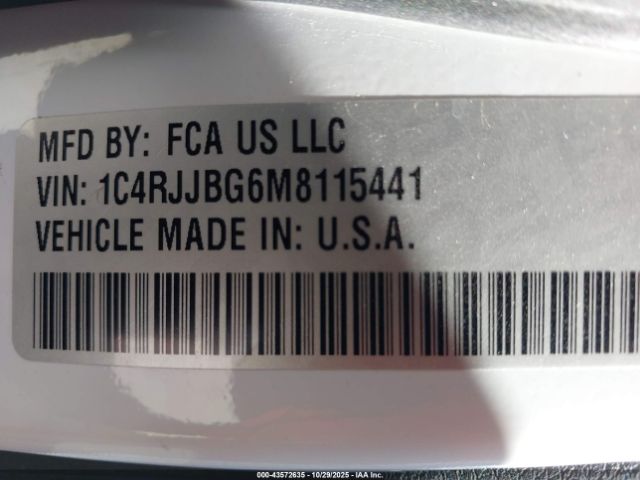 MFD BY: FCA US LLC
VIN: 1C4RJJBG6M8115441
VEHICLE MADE IN: U.S.A.
000-43572635 - 10/29/2025 - IAA Inc.